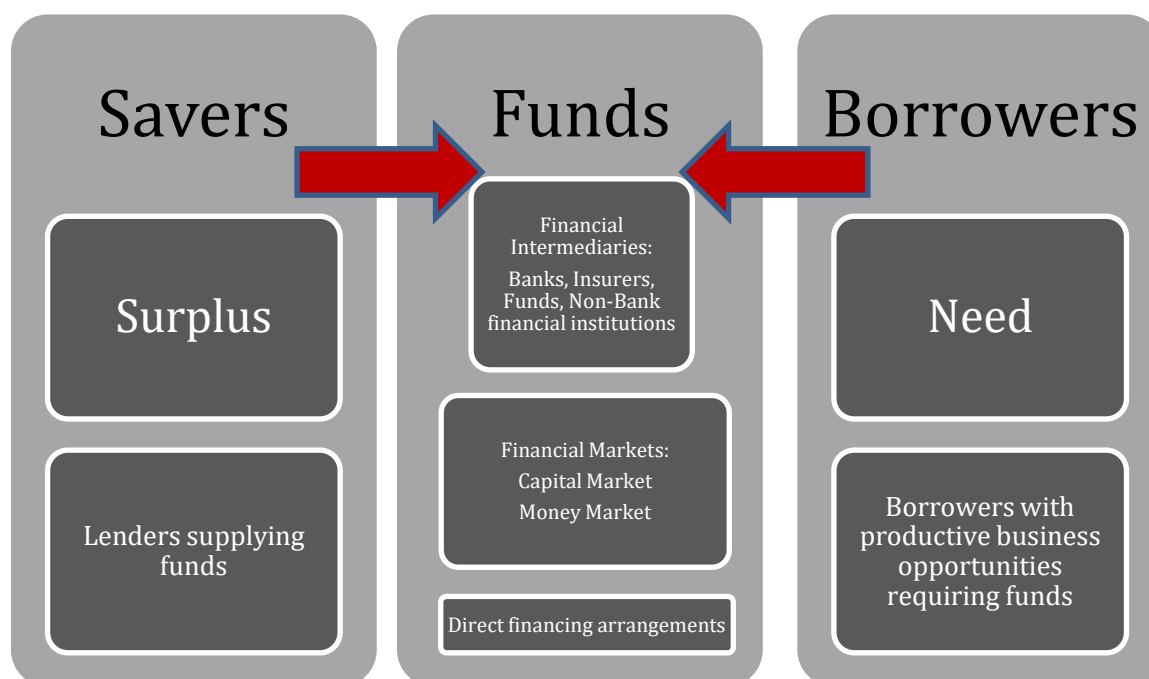 Savers
Surplus
Lenders supplying
funds
Funds
Financial
Intermediaries:
Banks, Insurers,
Funds, Non-Bank
financial institutions
Financial Markets:
Capital Market
Money Market
Direct financing arrangements
Borrowers
Need
Borrowers with
productive business
opportunities
requiring funds